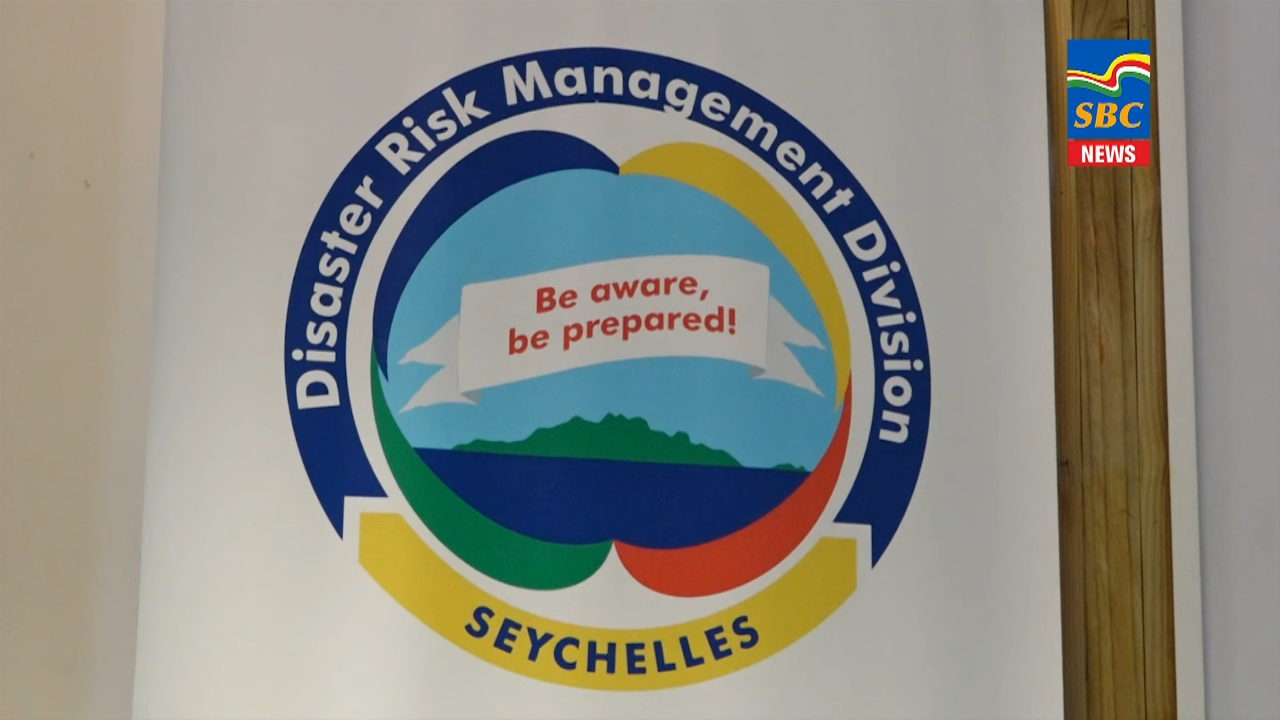 Disaster Risk Management Division
Be aware,
be prepared!
SEYCHELLES
SBC
NEWS